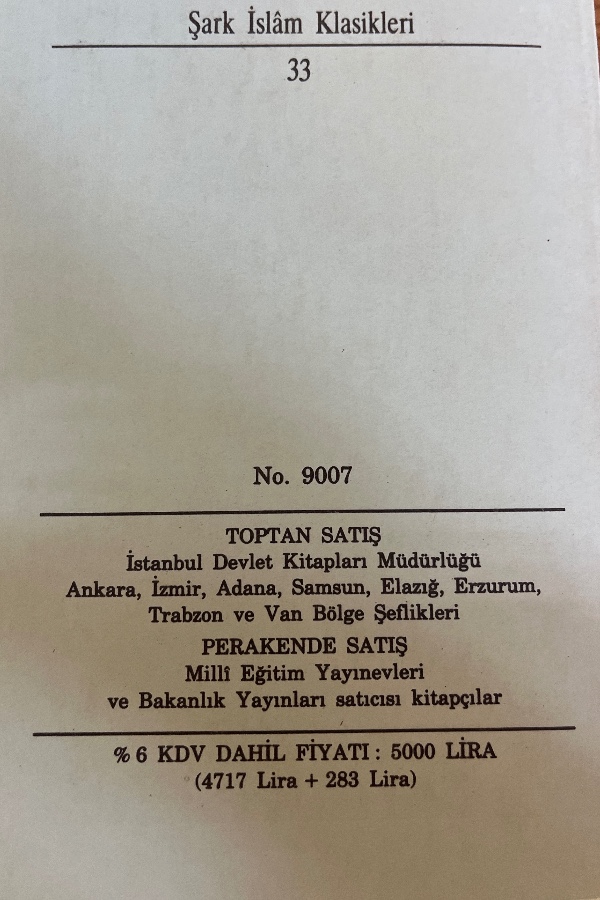 Şark İslâm Klasikleri
33
No. 9007
TOPTAN SATIŞ
İstanbul Devlet Kitapları Müdürlüğü
Ankara, İzmir, Adana, Samsun, Elazığ, Erzurum,
Trabzon ve Van Bölge Şeflikleri
PERAKENDE SATIŞ
Millî Eğitim Yayınevleri
ve Bakanlık Yayınları satıcısı kitapçılar
% 6 KDV DAHİL FİYATI : 5000 LİRA
(4717 Lira + 283 Lira)